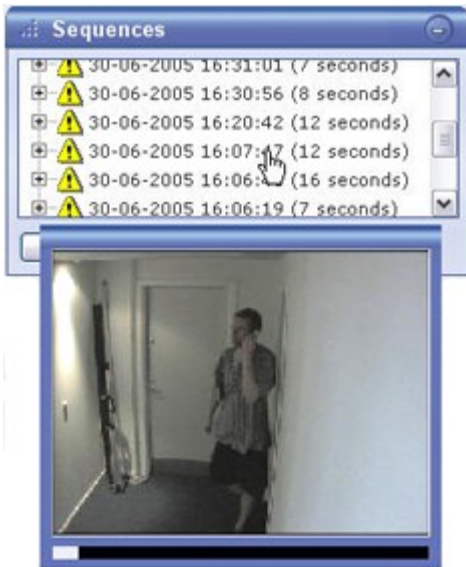 Sequences
30-06-2005 16:31:01 (7 seconds)
30-06-2005 16:30:56 (8 seconds)
30-06-2005 16:20:42 (12 seconds)
30-06-2005 16:07:47 (12 seconds)
30-06-2005 (16 seconds)
30-06-2005 16:06:19 (7 seconds)